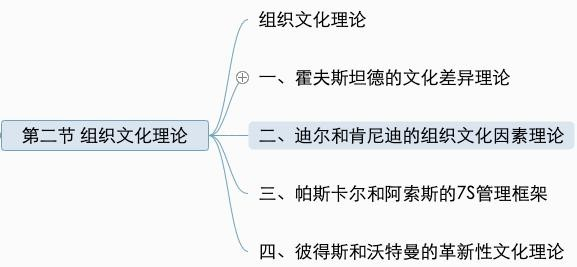 组织文化理论
一、霍夫斯坦德的文化差异理论
第二节 组织文化理论
二、迪尔和肯尼迪的组织文化因素理论
三、帕斯卡尔和阿索斯的7S管理框架
四、彼得斯和沃特曼的革新性文化理论